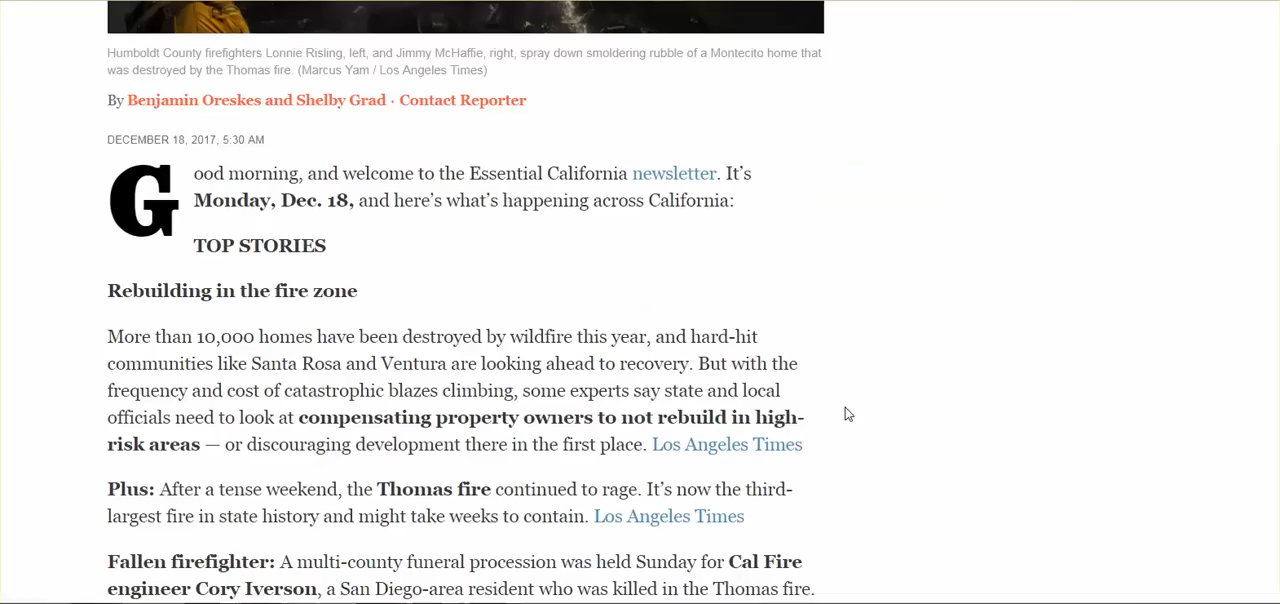 Humboldt County firefighters Lonnie Risling, left, and Jimmy McHaffie, right, spray down smoldering rubble of a Montecito home that
was destroyed by the Thomas fire. (Marcus Yam / Los Angeles Times)
By Benjamin Oreskes and Shelby Grad · Contact Reporter
DECEMBER 18, 2017, 5:30 AM
Good morning, and welcome to the Essential California newsletter. It’s
Monday, Dec. 18, and here’s what’s happening across California:
TOP STORIES
Rebuilding in the fire zone
More than 10,000 homes have been destroyed by wildfire this year, and hard-hit
communities like Santa Rosa and Ventura are looking ahead to recovery. But with the
frequency and cost of catastrophic blazes climbing, some experts say state and local
officials need to look at compensating property owners to not rebuild in high-
risk areas — or discouraging development there in the first place. Los Angeles Times
Plus: After a tense weekend, the Thomas fire continued to rage. It’s now the third-
largest fire in state history and might take weeks to contain. Los Angeles Times
Fallen firefighter: A multi-county funeral procession was held Sunday for Cal Fire
engineer Cory Iverson, a San Diego-area resident who was killed in the Thomas fire.